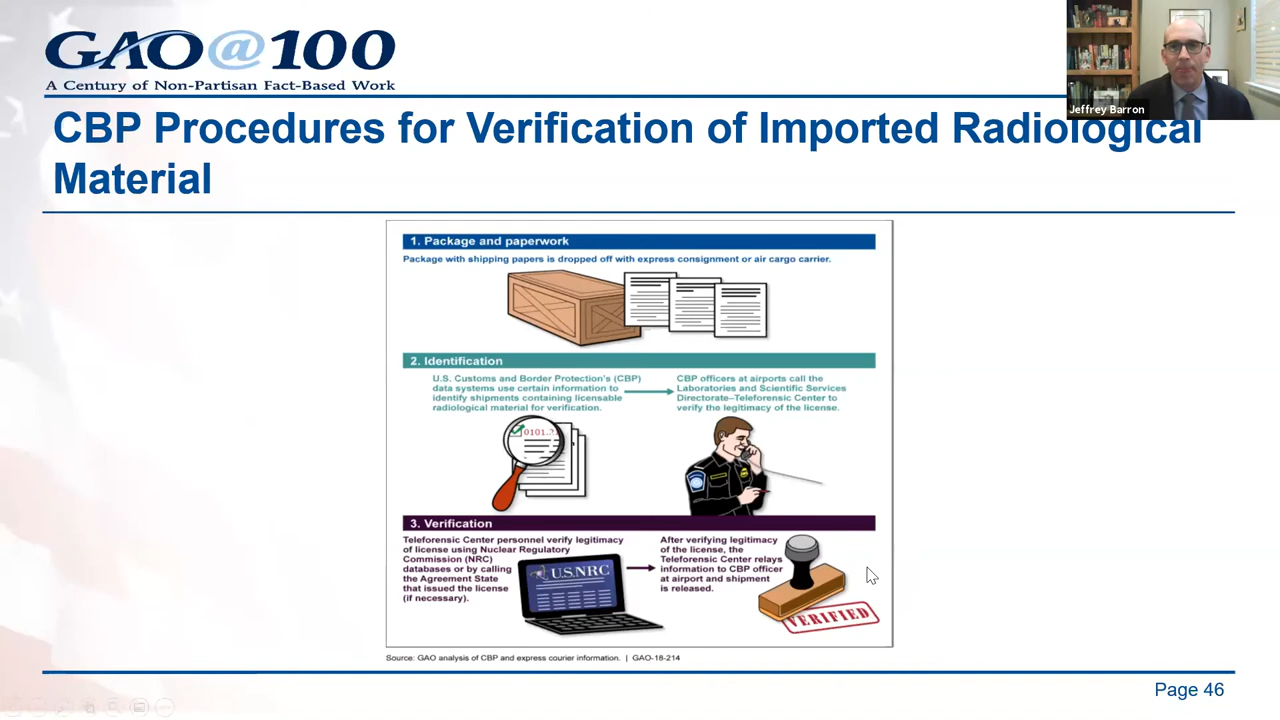 GAO@100
A Century of Non-Partisan Fact-Based Work
Jeffrey Barron
CBP Procedures for Verification of Imported Radiological
Material
1. Package and paperwork
Package with shipping papers is dropped off with express consignment or air cargo carrier.
2. Identification
U.S. Customs and Border Protection's (CBP)
data systems use certain information to
identify shipments containing licensable
radiological material for verification.
CBP officers at airports call the
Laboratories and Scientific Services
Directorate–Teleforensic Center to
verify the legitimacy of the license.
3. Verification
Teleforensic Center personnel verify legitimacy
of license using Nuclear Regulatory
Commission (NRC)
databases or by calling
the Agreement State
that issued the license
(if necessary).
U.S.NRC
After verifying legitimacy
of the license, the
Teleforensic Center relays
information to CBP officer
at airport and shipment
is released.
VERIFIED
Source: GAO analysis of CBP and express courier information. | GAO-18-214
Page 46